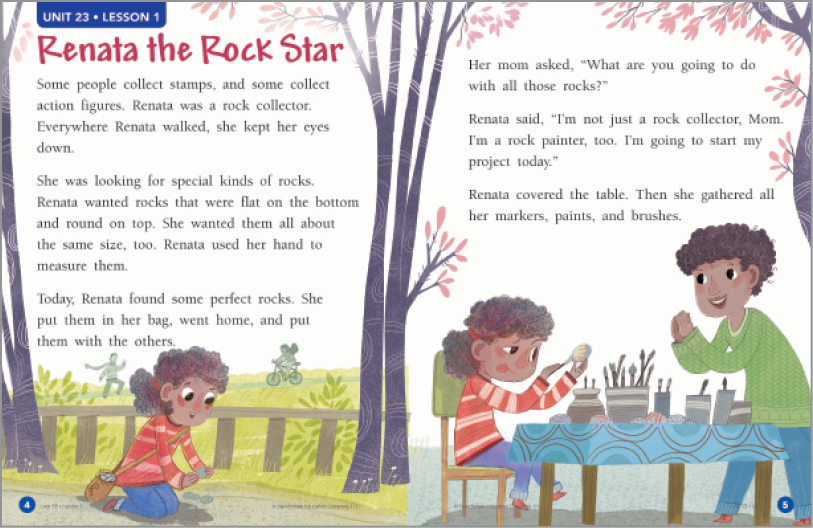 UNIT 23 • LESSON 1
Renata the Rock Star
Some people collect stamps, and some collect
action figures. Renata was a rock collector.
Everywhere Renata walked, she kept her eyes
down.
She was looking for special kinds of rocks.
Renata wanted rocks that were flat on the bottom
and round on top. She wanted them all about
the same size, too. Renata used her hand to
measure them.
Today, Renata found some perfect rocks. She
put them in her bag, went home, and put
them with the others.
4
Her mom asked, “What are you going to do
with all those rocks?”
Renata said, “I'm not just a rock collector, Mom.
I'm a rock painter, too. I'm going to start my
project today.”
Renata covered the table. Then she gathered all
her markers, paints, and brushes.
5